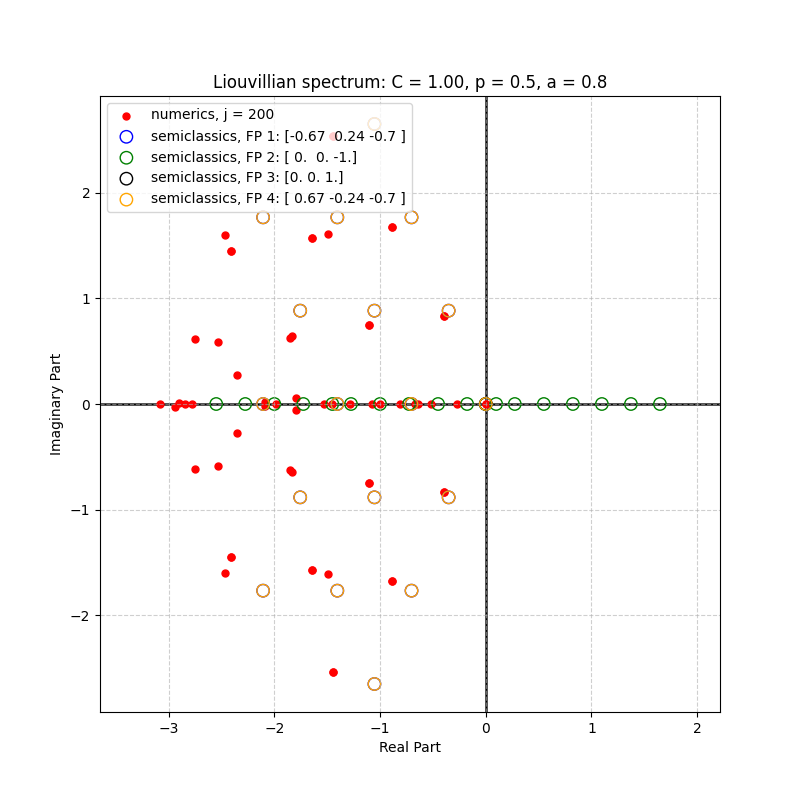 Liouvillian spectrum: C = 1.00, p = 0.5, a = 0.8
numerics, j = 200
semiclassics, FP 1: [-0.67  0.24 -0.7 ]
semiclassics, FP 2: [ 0.  0. -1.]
semiclassics, FP 3: [0. 0. 1.]
semiclassics, FP 4: [ 0.67 -0.24 -0.7 ]
2
1
0
−1
−2
Imaginary Part
−3 −2 −1 0 1 2
Real Part